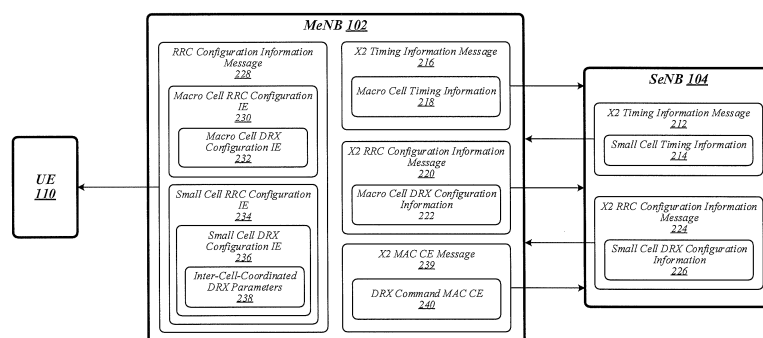 MeNB 102
RRC Configuration Information
Message
228
Macro Cell RRC Configuration
IE
230
Macro Cell DRX
Configuration IE
232
Small Cell RRC Configuration
IE
234
Small Cell DRX
Configuration IE
236
Inter-Cell-Coordinated
DRX Parameters
238
X2 Timing Information Message
216
Macro Cell Timing Information
218
X2 RRC Configuration Information
Message
220
Macro Cell DRX Configuration
Information
222
X2 MAC CE Message
239
DRX Command MAC CE
240
UE
110
SeNB 104
X2 Timing Information Message
212
Small Cell Timing Information
214
X2 RRC Configuration Information
Message
224
Small Cell DRX Configuration
Information
226